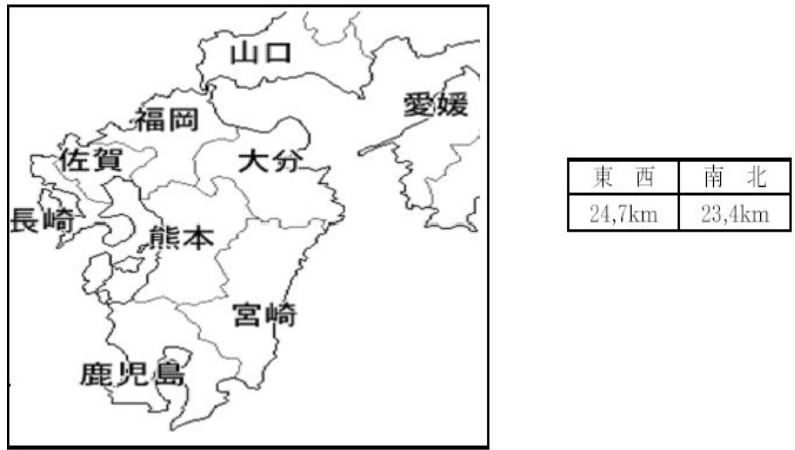 山口
愛媛
福岡
佐賀
大分
長崎
熊本
宮崎
鹿児島
東 西 南 北
24,7km 23,4km